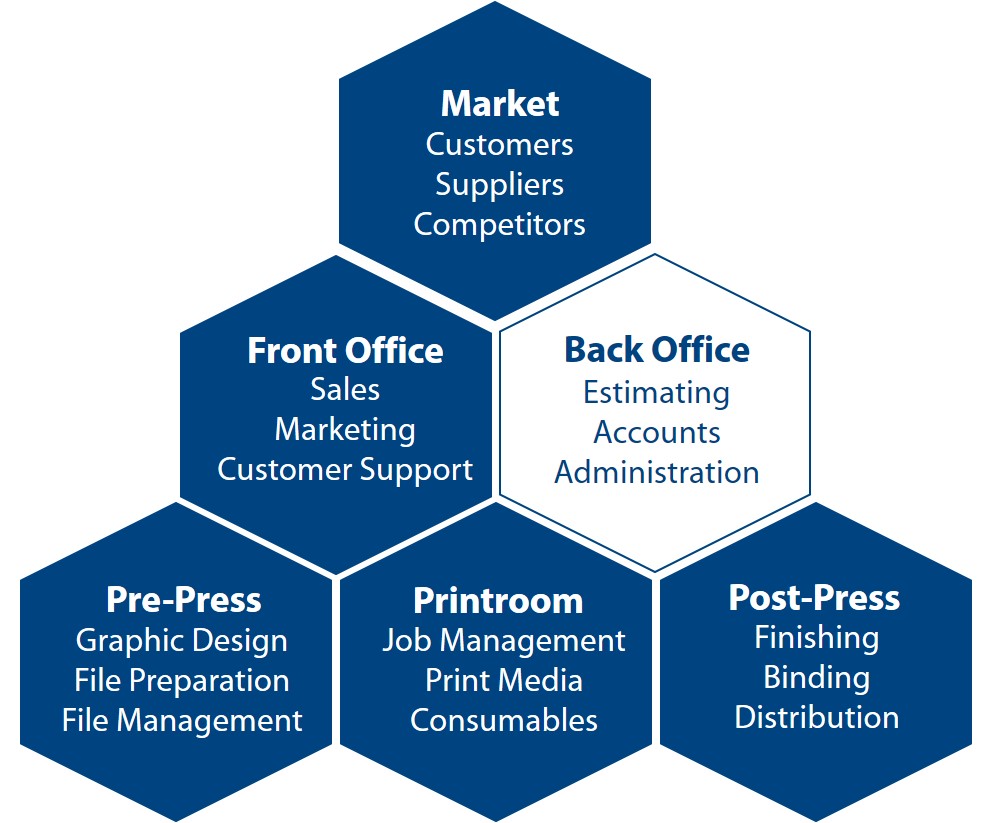 Market
Customers
Suppliers
Competitors
Front Office
Sales
Marketing
Customer Support
Back Office
Estimating
Accounts
Administration
Pre-Press
Graphic Design
File Preparation
File Management
Printroom
Job Management
Print Media
Consumables
Post-Press
Finishing
Binding
Distribution